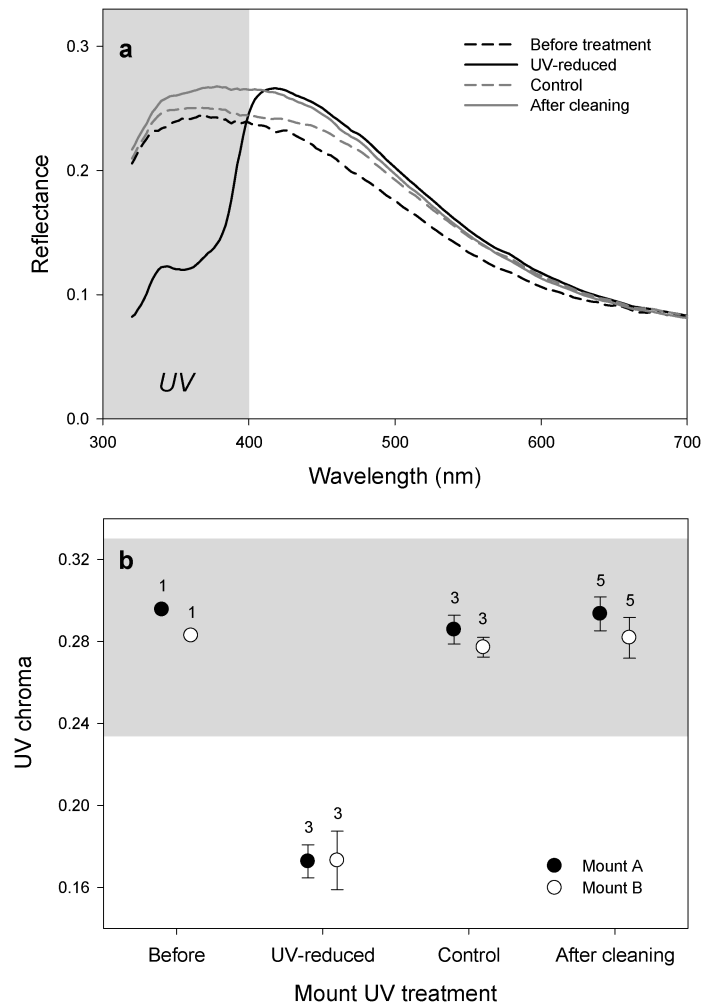 a
Before treatment
UV-reduced
Control
After cleaning
0.3
0.2
0.1
0.0
Reflectance
UV
300 400 500 600 700
Wavelength (nm)
b
0.32
0.28
0.24
0.20
0.16
UV chroma
1 1 3 3 3 3 5 5
Mount A
Mount B
Before UV-reduced Control After cleaning
Mount UV treatment